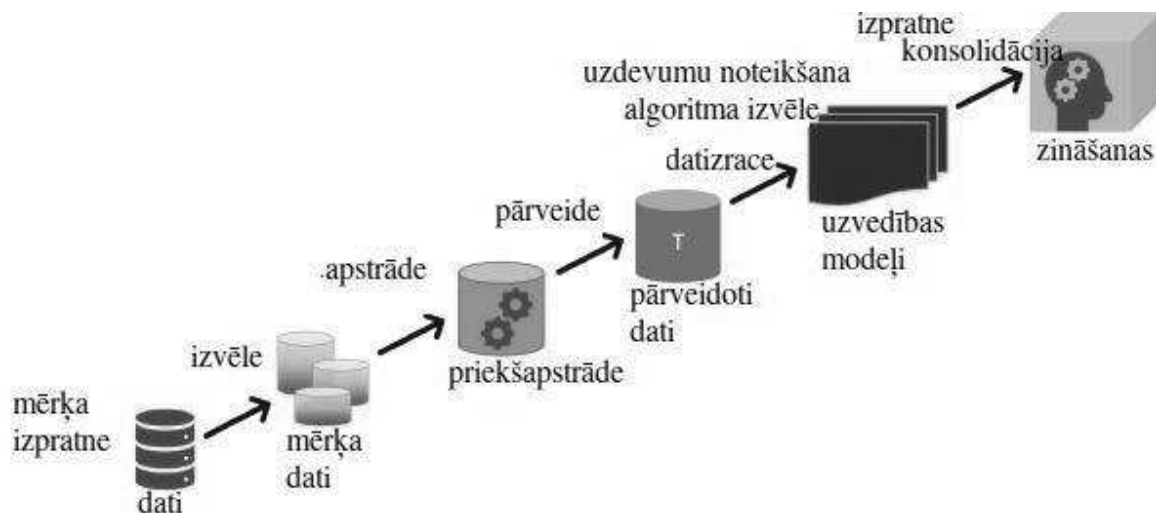 mērķa
izpratne
dati
izvēle
mērķa
dati
.apstrāde
priekšapstrāde
pārveide
T
pārveidoti
dati
uzdevumu noteikšana
algoritma izvēle
datizrace
uzvedības
modeļi
izpratne
konsolidācija
zināšanas